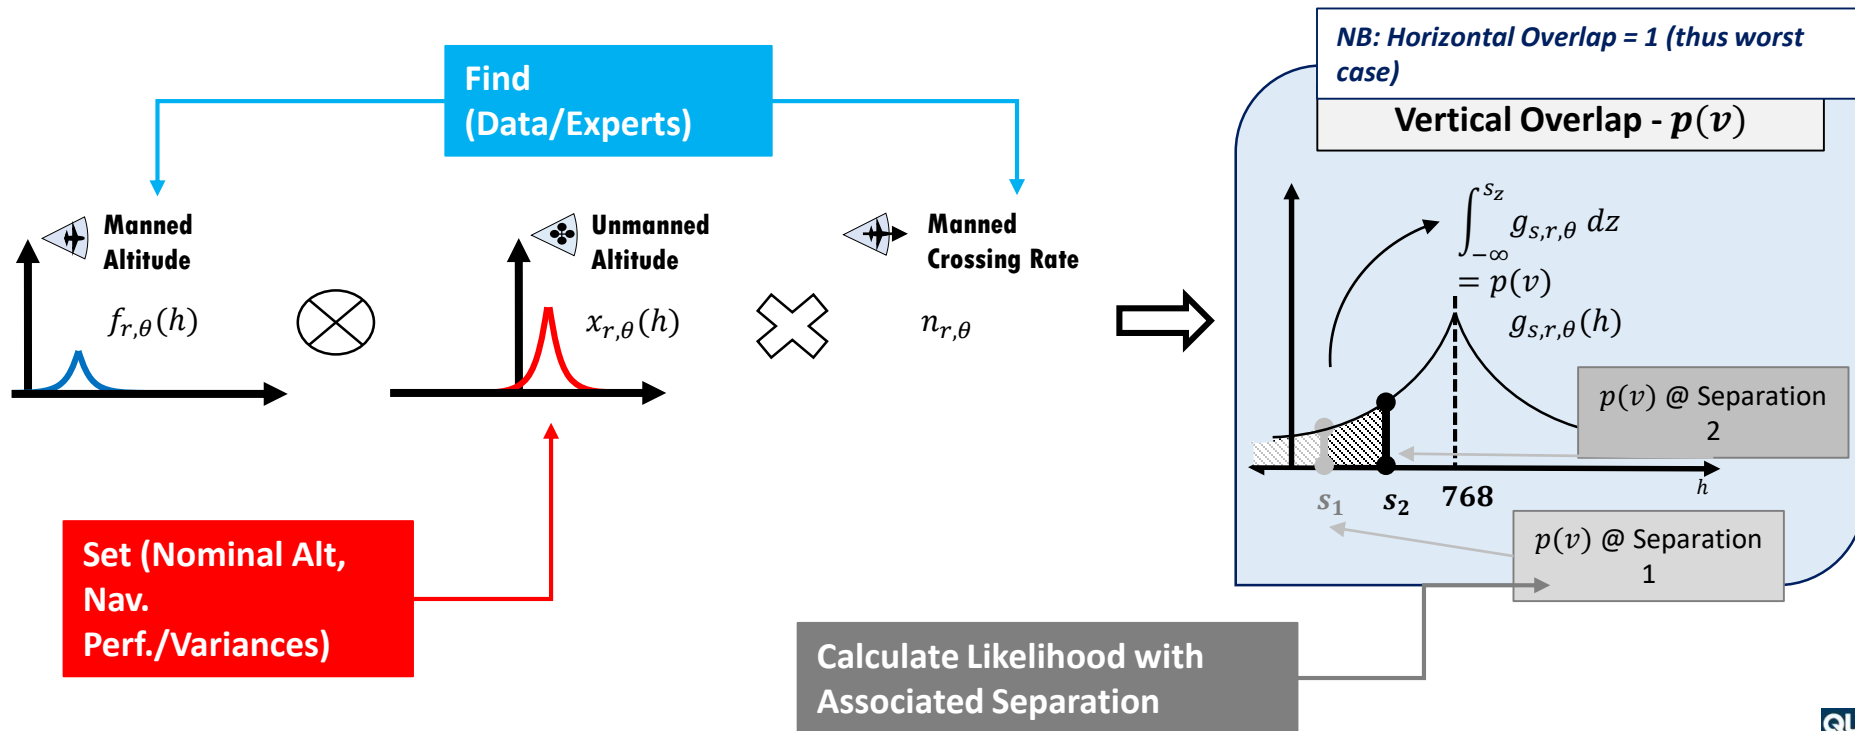 NB: Horizontal Overlap = 1 (thus worst
case)
Find
(Data/Experts)
Vertical Overlap - p(v)
Manned
Altitude
Unmanned
Altitude
Manned
Crossing Rate
f_{r,θ}(h)
x_{r,θ}(h)
n_{r,θ}
∫_{-∞}^{s_z} g_{s,r,θ} dz
= p(v)
g_{s,r,θ}(h)
p(v) @ Separation
2
s_1
s_2
768
h
p(v) @ Separation
1
Set (Nominal Alt,
Nav.
Perf./Variances)
Calculate Likelihood with
Associated Separation